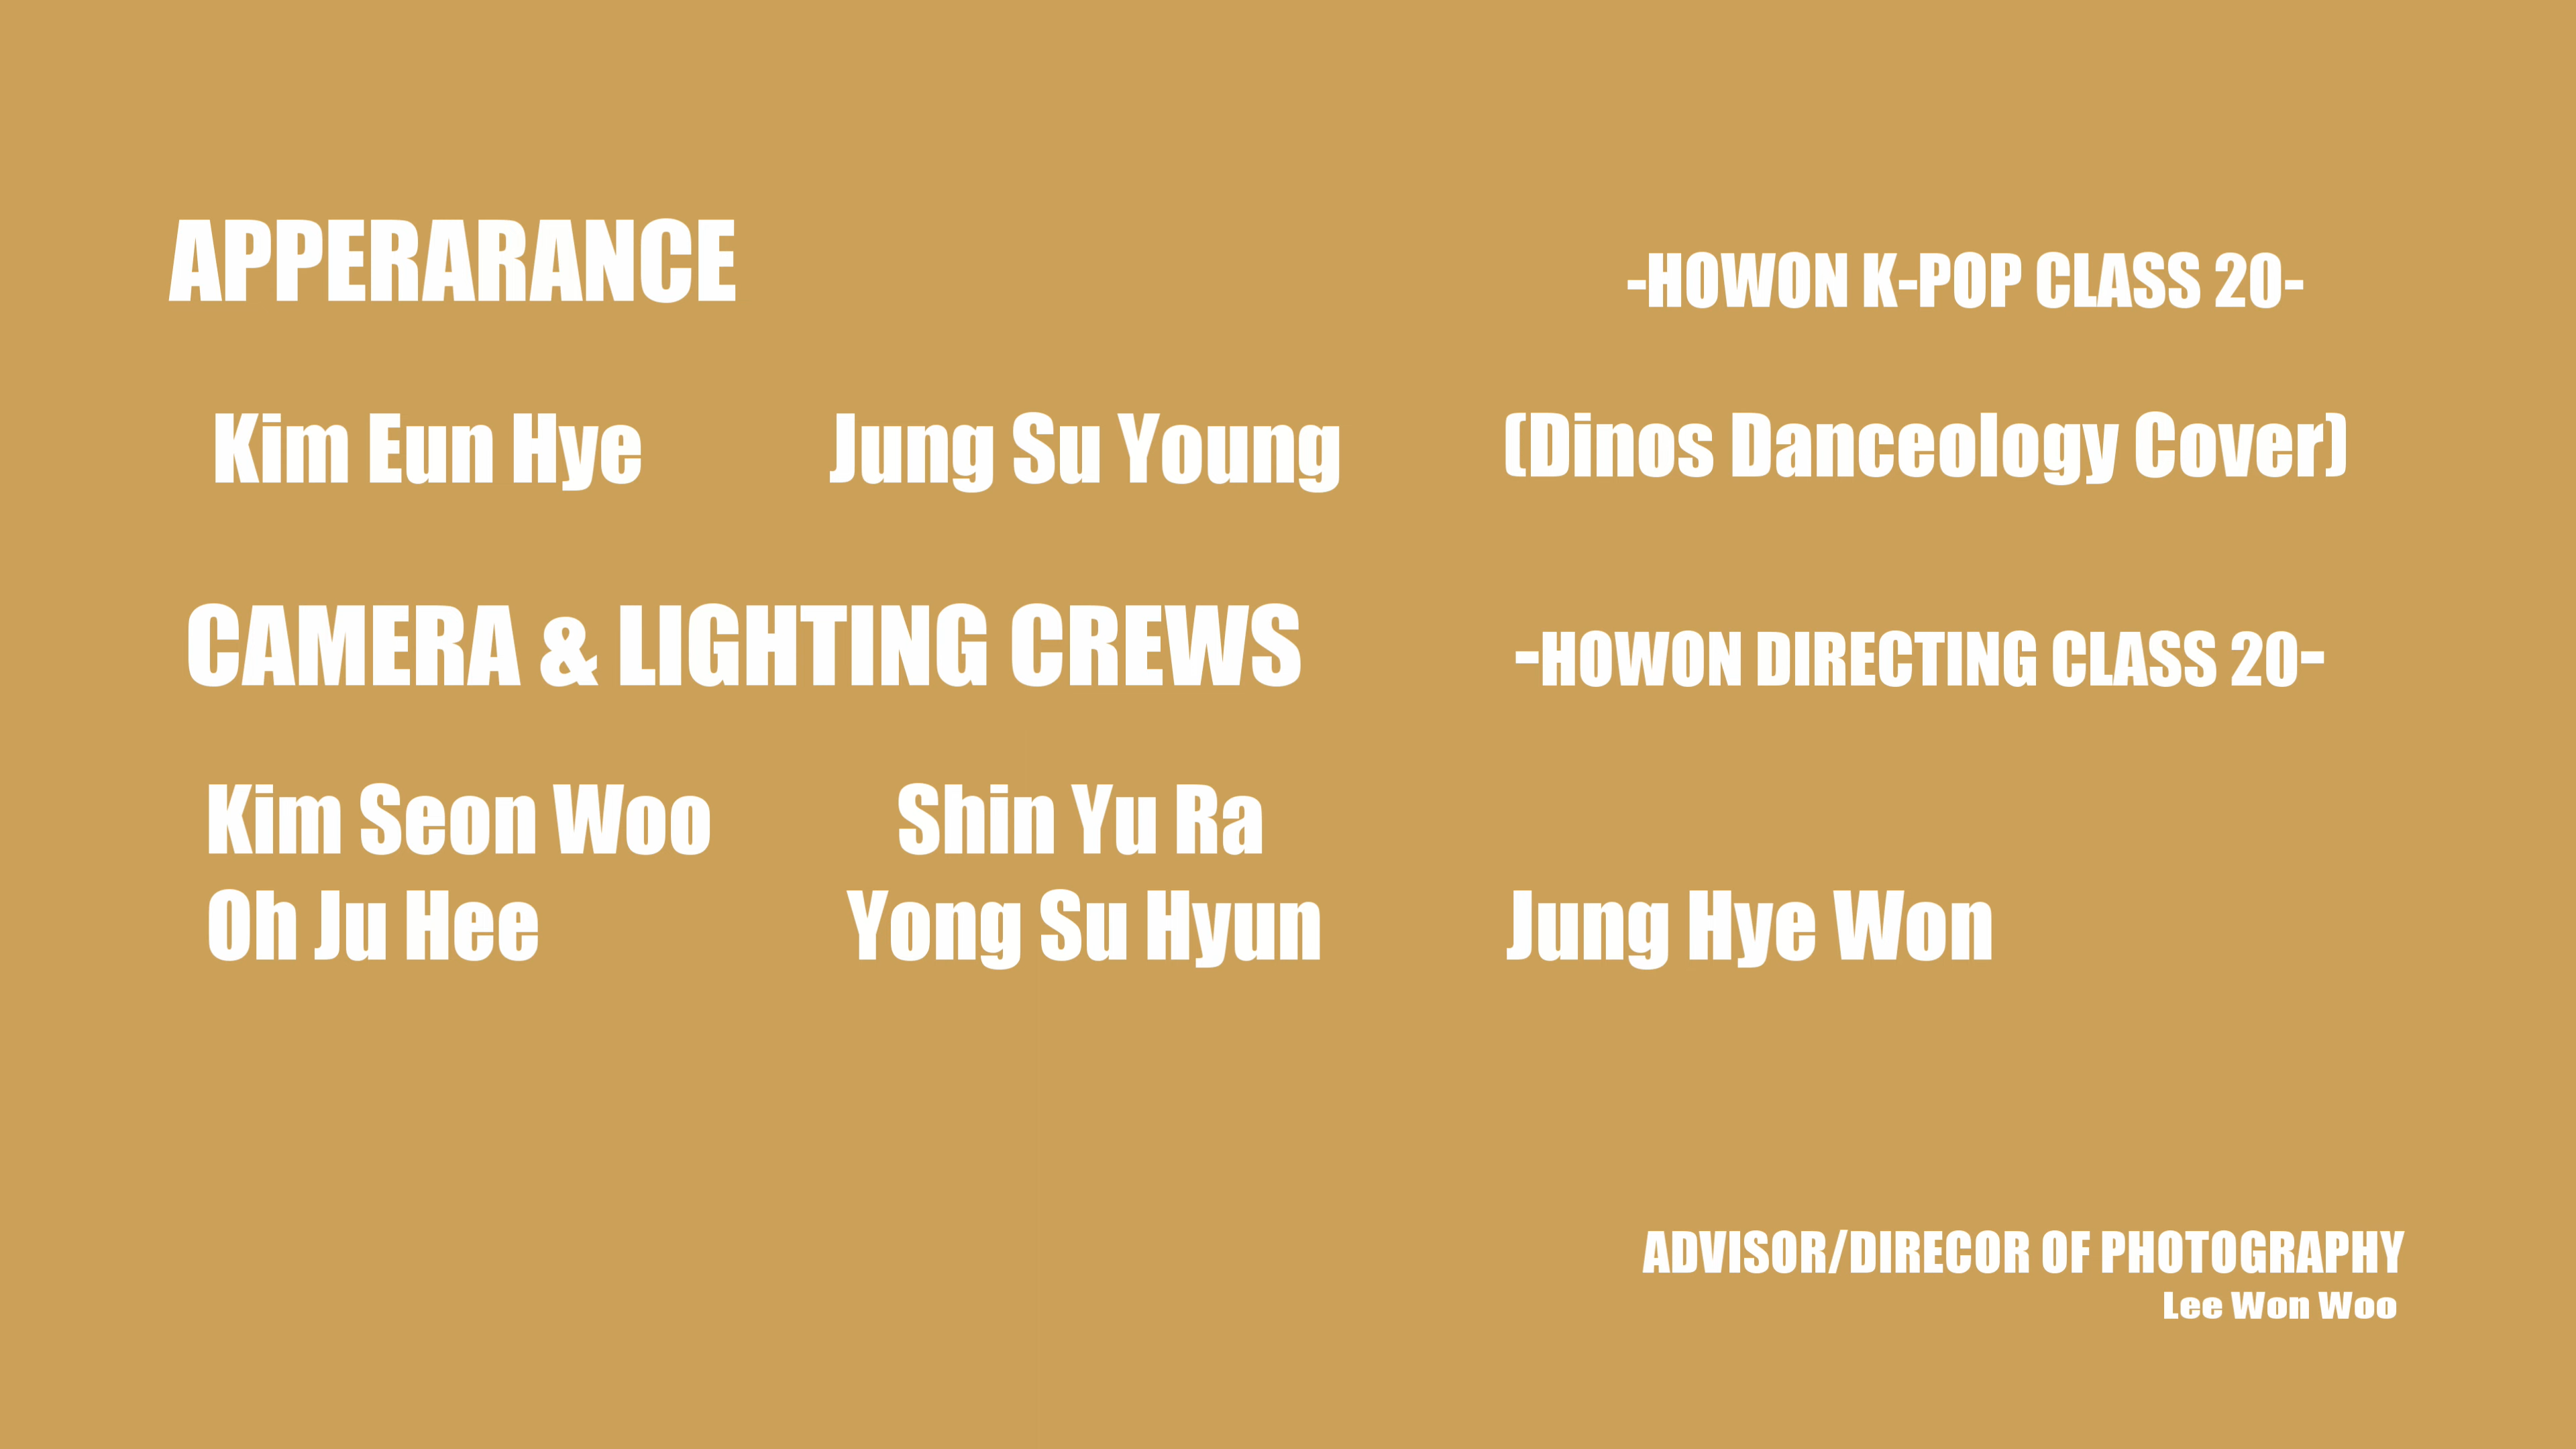 APPERARANCE -HOWON K-POP CLASS 20-
Kim Eun Hye Jung Su Young (Dinos Danceology Cover)
CAMERA & LIGHTING CREWS -HOWON DIRECTING CLASS 20-
Kim Seon Woo Shin Yu Ra
Oh Ju Hee Yong Su Hyun Jung Hye Won
ADVISOR/DIRECOR OF PHOTOGRAPHY
Lee Won Woo